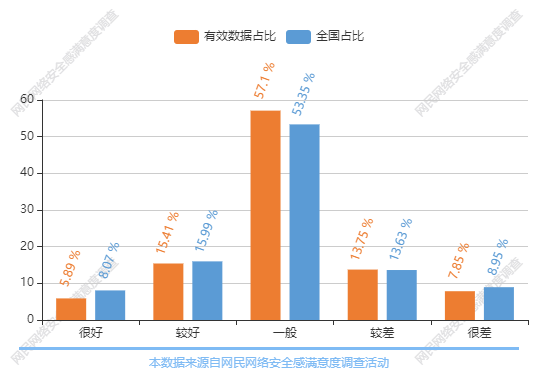 网民网络安全感满意度调查
网民网络安全感满意度调查
有效数据占比 全国占比
60
50
40
30
20
10
0
5.89 %
8.07 %
15.41 %
15.99 %
57.1 %
53.35 %
13.75 %
13.63 %
7.85 %
8.95 %
很好 较好 一般 较差 很差
网民网络安全感满意度调查
网民网络安全感满意度调查
本数据来源自网民网络安全感满意度调查活动